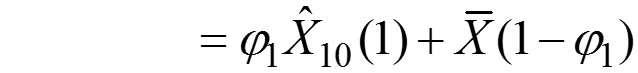 = φ₁X̂₁₀(1) + X̅(1 − φ₁)